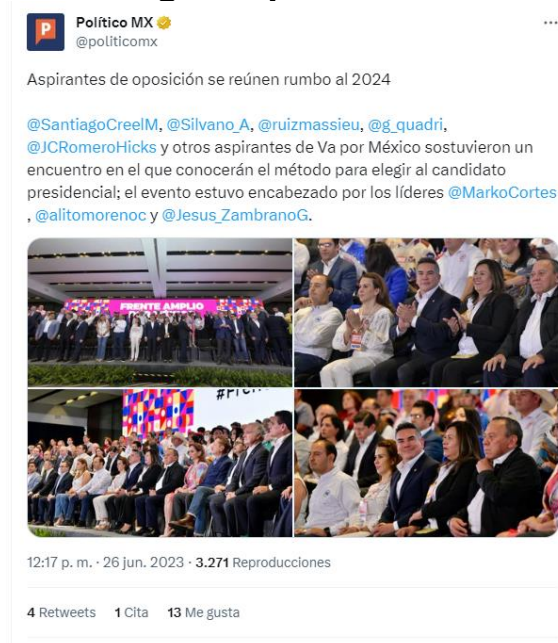 Político MX
@politicomx
Aspirantes de oposición se reúnen rumbo al 2024
@SantiagoCreelM, @Silvano_A, @ruizmassieu, @g_quadri,
@JCRomeroHicks y otros aspirantes de Va por México sostuvieron un
encuentro en el que conocerán el método para elegir al candidato
presidencial; el evento estuvo encabezado por los líderes @MarkoCortes
, @alitomorenoc y @Jesus_ZambranoG.
FRENTE AMPLIO
12:17 p. m. · 26 jun. 2023 · 3.271 Reproducciones
4 Retweets 1 Cita 13 Me gusta